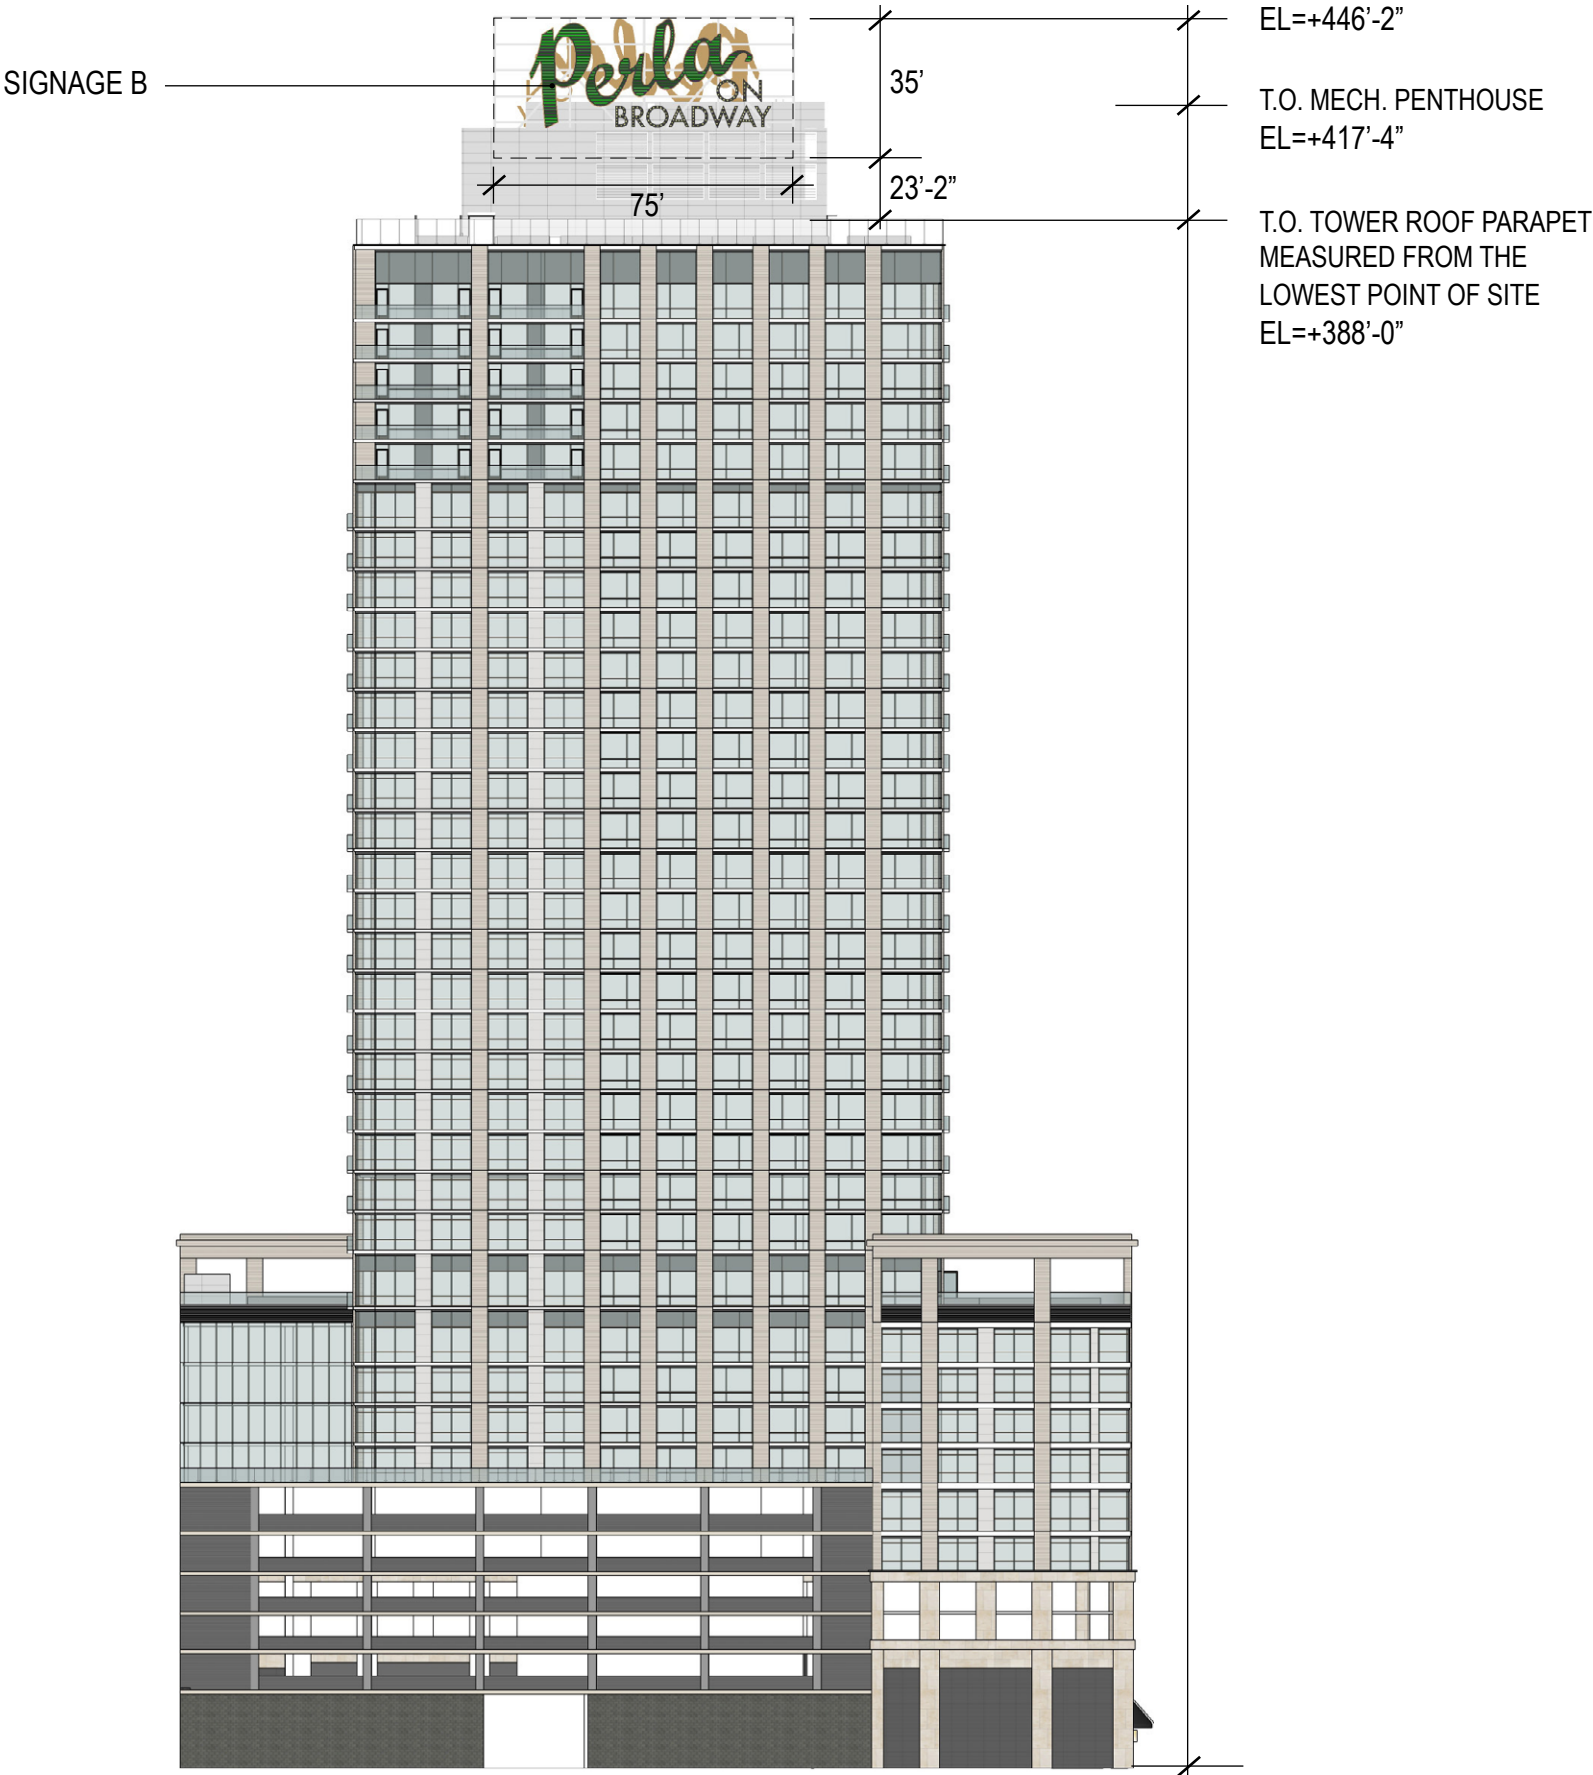 EL=+446'-2”
SIGNAGE B
Perla
ON
BROADWAY
35'
T.O. MECH. PENTHOUSE
EL=+417'-4”
23'-2”
75'
T.O. TOWER ROOF PARAPET
MEASURED FROM THE
LOWEST POINT OF SITE
EL=+388'-0”